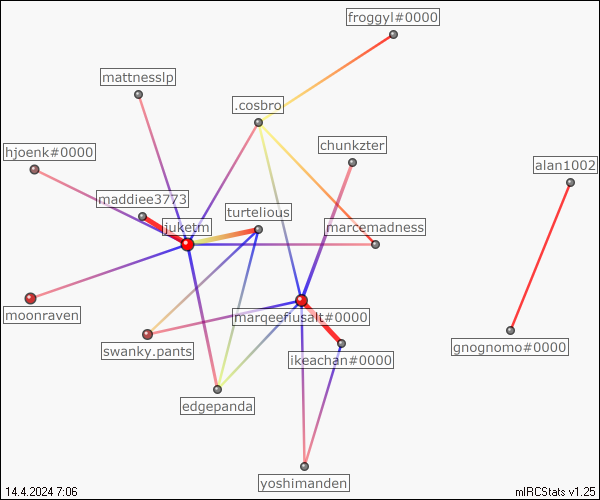 froggyl#0000
mattnesslp
.cosbro
chunkzter
hjoenk#0000
alan1002
maddiee3773
turtelious
juketm
marcemadness
moonraven
marqeefiusalt#0000
gnognomo#0000
swanky.pants
ikeachan#0000
edgepanda
yoshimanden
14.4.2024 7:06
mIRCStats v1.25